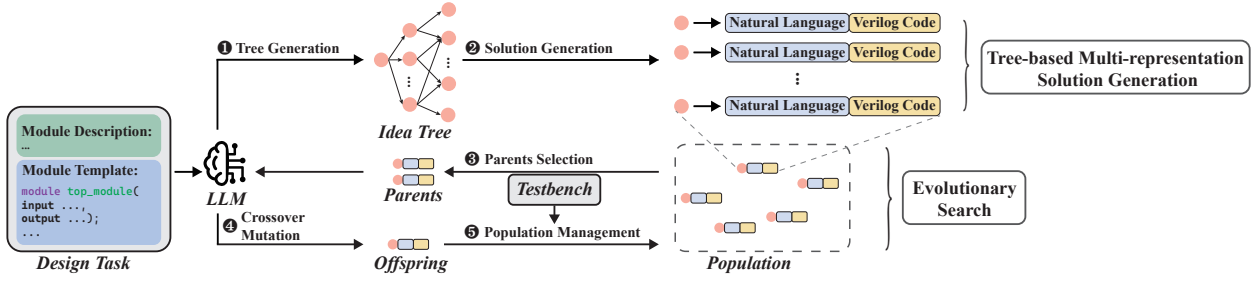 ❶ Tree Generation
❷ Solution Generation
Idea Tree
Natural Language Verilog Code
Natural Language Verilog Code
...
Natural Language Verilog Code
Tree-based Multi-representation
Solution Generation
Module Description:
...
Module Template:
module top_module(
input ...,
output ...);
...
Design Task
LLM
❸ Parents Selection
Parents
Testbench
❹ Crossover
Mutation
Offspring
❺ Population Management
Population
Evolutionary
Search